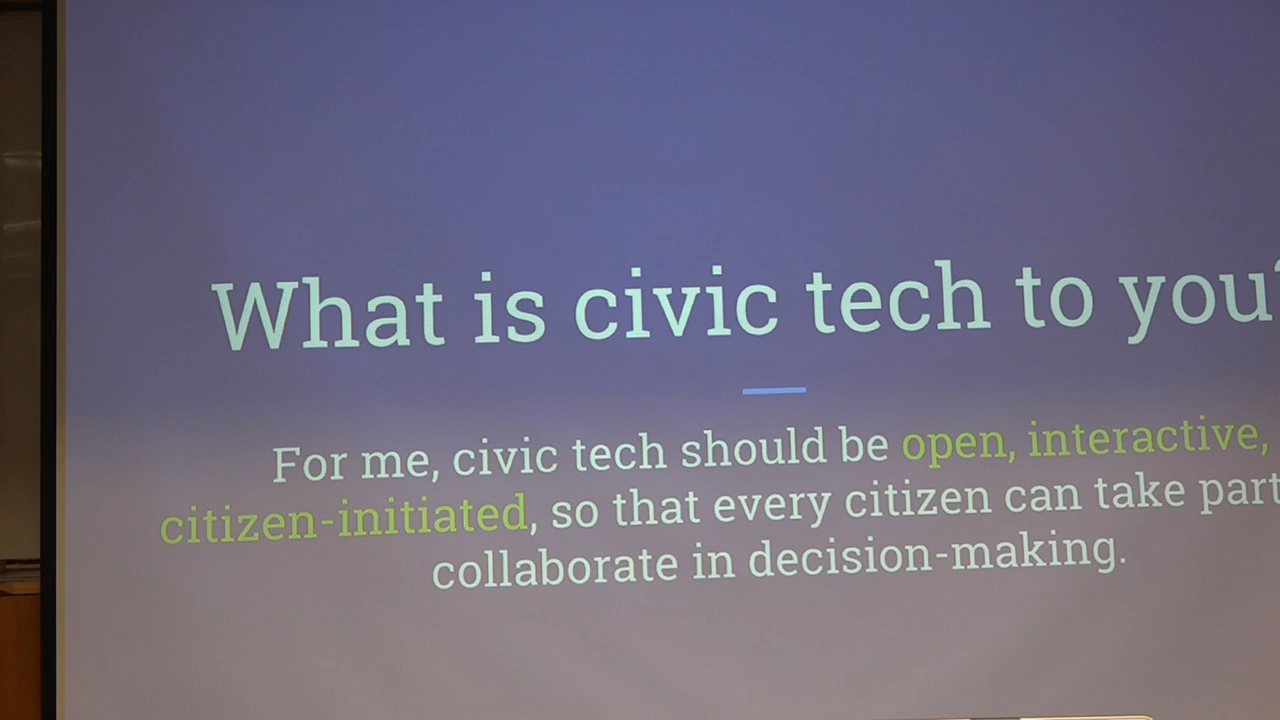 What is civic tech to you?
For me, civic tech should be open, interactive,
citizen-initiated, so that every citizen can take part
collaborate in decision-making.